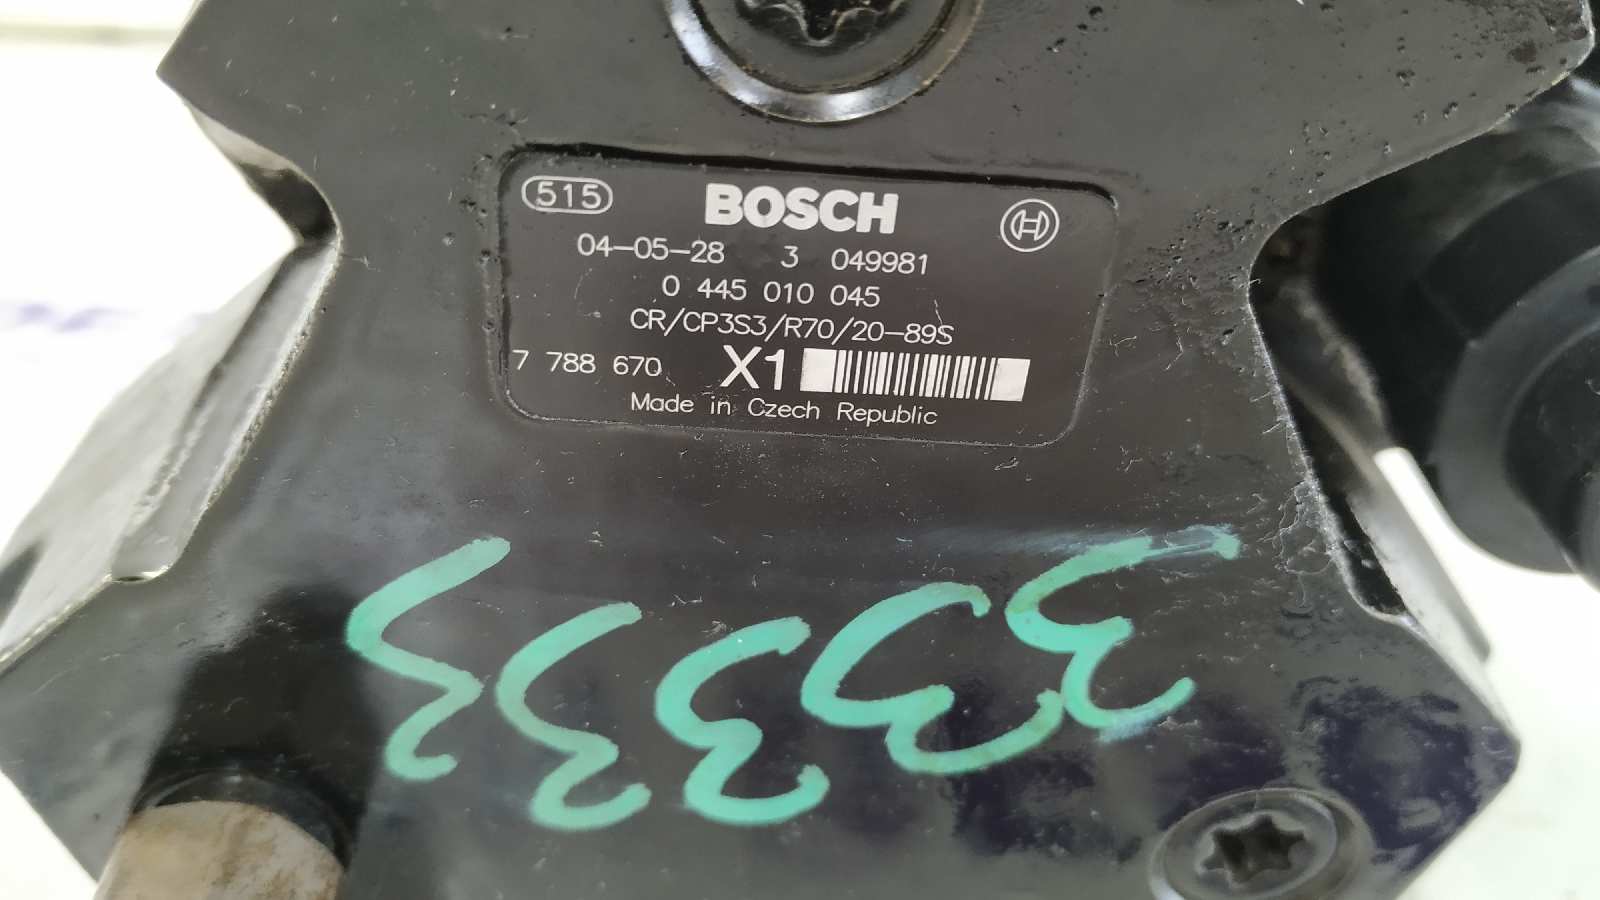 515 BOSCH
04-05-28 3 049981
0 445 010 045
CR/CP3S3/R70/20-89S
7 788 670 X1
Made in Czech Republic